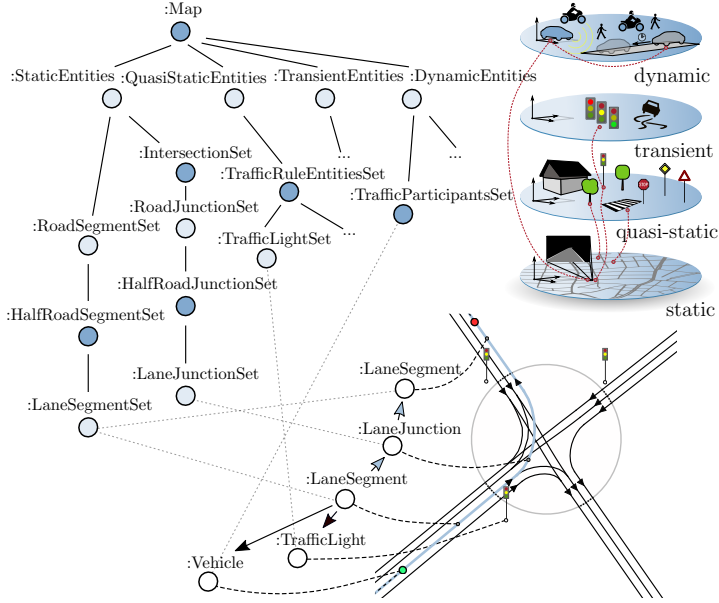 :Map
:StaticEntities :QuasiStaticEntities :TransientEntities :DynamicEntities
:IntersectionSet ... ...
:TrafficRuleEntitiesSet
:RoadJunctionSet :TrafficParticipantsSet
:RoadSegmentSet :TrafficLightSet ...
:HalfRoadJunctionSet
:HalfRoadSegmentSet
:LaneJunctionSet :LaneSegment
:LaneSegmentSet
:LaneJunction
:LaneSegment
:TrafficLight
:Vehicle
dynamic
transient
STOP
quasi-static
static